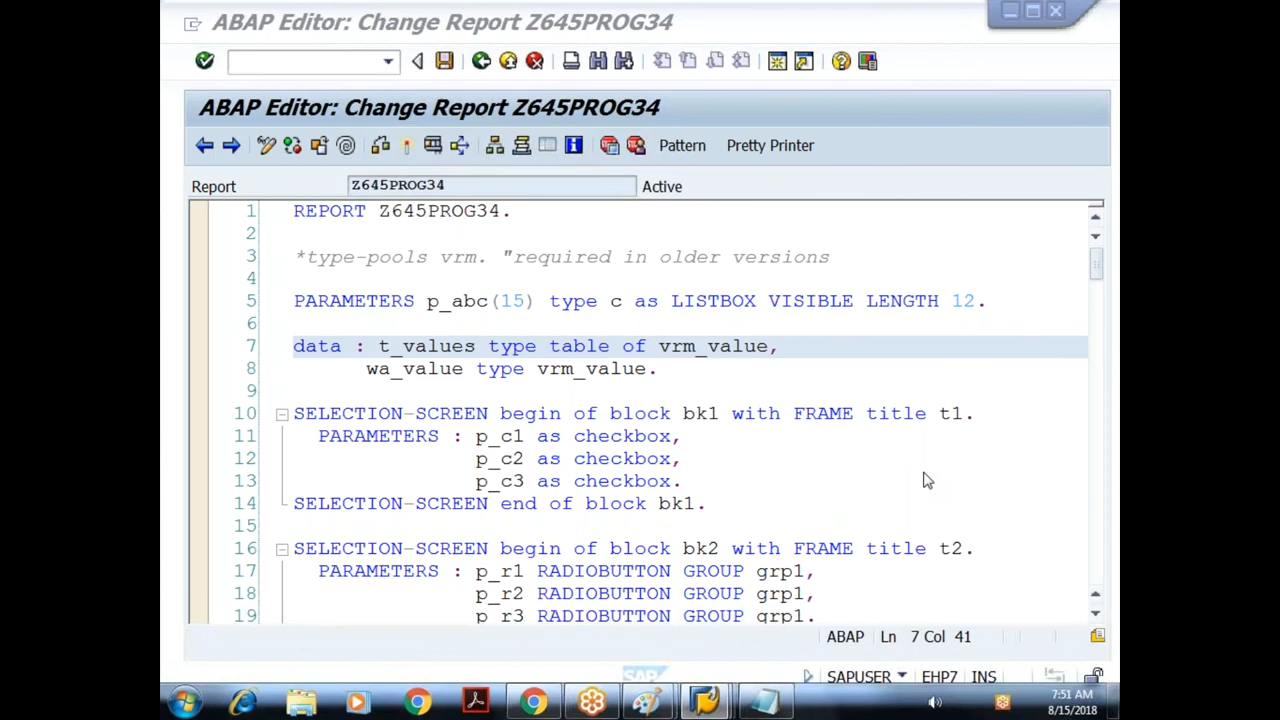 ABAP Editor: Change Report Z645PROG34
ABAP Editor: Change Report Z645PROG34
Pattern Pretty Printer
Report Z645PROG34 Active
1 REPORT Z645PROG34.
2
3 *type-pools vrm. "required in older versions
4
5 PARAMETERS p_abc(15) type c as LISTBOX VISIBLE LENGTH 12.
6
7 data : t_values type table of vrm_value,
8 wa_value type vrm_value.
9
10 SELECTION-SCREEN begin of block bk1 with FRAME title t1.
11 PARAMETERS : p_c1 as checkbox,
12 p_c2 as checkbox,
13 p_c3 as checkbox.
14 SELECTION-SCREEN end of block bk1.
15
16 SELECTION-SCREEN begin of block bk2 with FRAME title t2.
17 PARAMETERS : p_r1 RADIOBUTTON GROUP grp1,
18 p_r2 RADIOBUTTON GROUP grp1,
19 p_r3 RADIOBUTTON GROUP grp1.
ABAP Ln 7 Col 41
SAP
SAPUSER EHP7 INS
7:51 AM
8/15/2018